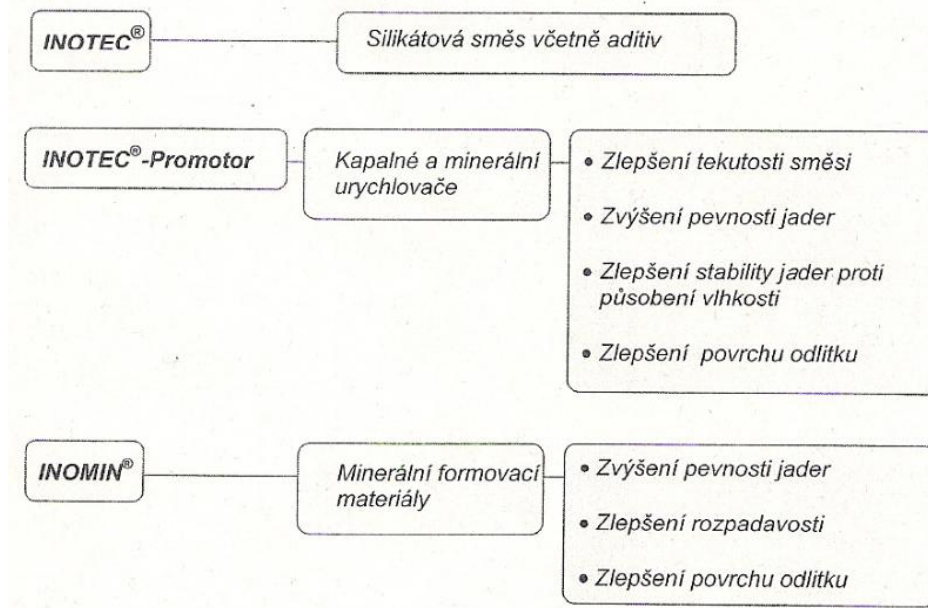 INOTEC®
Silikátová směs včetně aditiv
INOTEC®-Promotor
Kapalné a minerální
urychlovače
• Zlepšení tekutosti směsi
• Zvýšení pevnosti jader
• Zlepšení stability jader proti
působení vlhkosti
• Zlepšení povrchu odlitku
INOMIN®
Minerální formovací
materiály
• Zvýšení pevnosti jader
• Zlepšení rozpadavosti
• Zlepšení povrchu odlitku